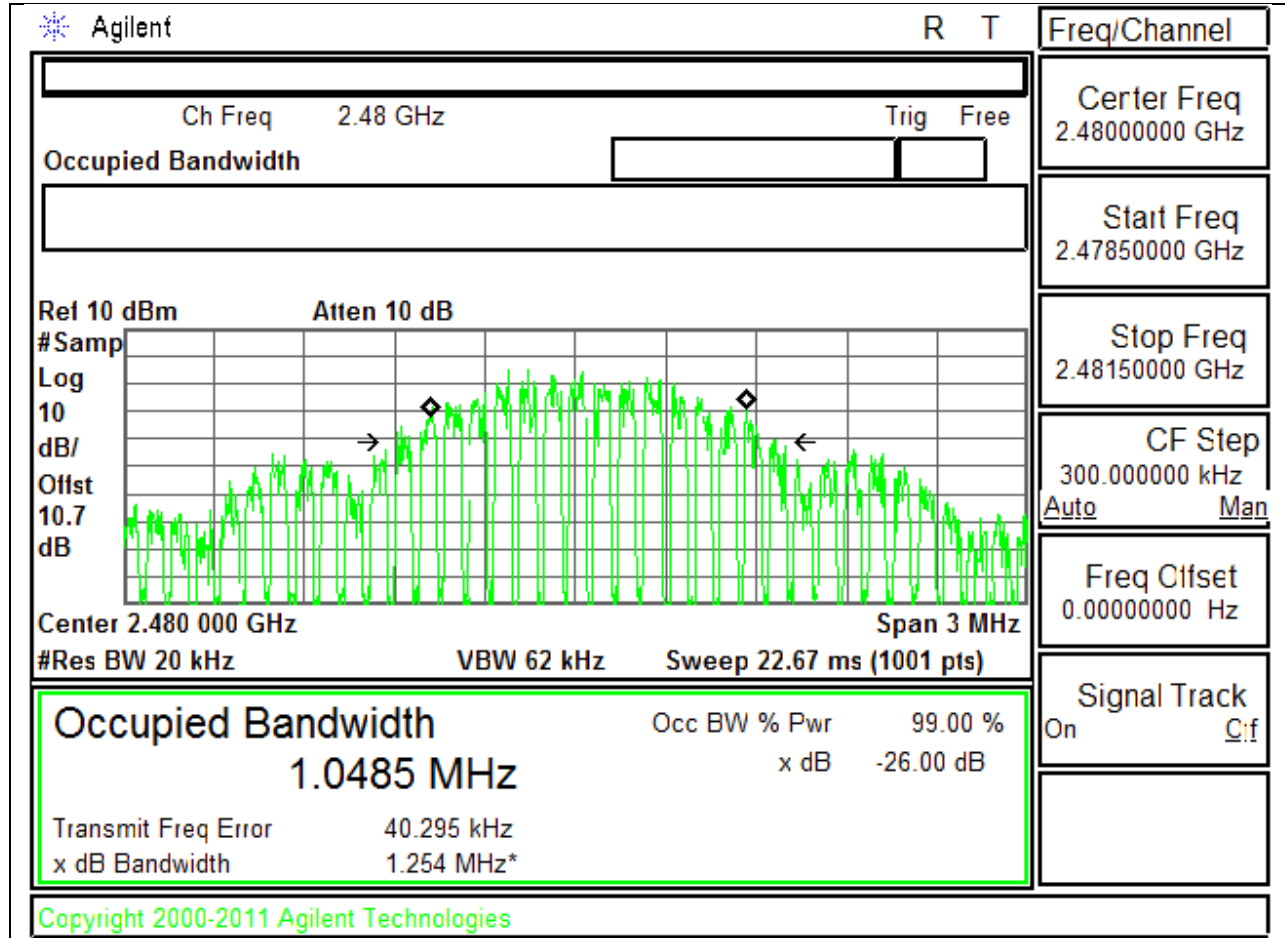 Agilent R T
Freq/Channel
Ch Freq 2.48 GHz Trig Free
Occupied Bandwidth
Center Freq
2.48000000 GHz
Start Freq
2.47850000 GHz
Stop Freq
2.48150000 GHz
CF Step
300.000000 kHz
Auto Man
Freq Offset
0.00000000 Hz
Signal Track
On Off
Ref 10 dBm Atten 10 dB
#Samp
Log
10
dB/
Offst
10.7
dB
Center 2.480 000 GHz Span 3 MHz
#Res BW 20 kHz VBW 62 kHz Sweep 22.67 ms (1001 pts)
Occupied Bandwidth
1.0485 MHz
Occ BW % Pwr 99.00 %
x dB -26.00 dB
Transmit Freq Error 40.295 kHz
x dB Bandwidth 1.254 MHz*
Copyright 2000-2011 Agilent Technologies